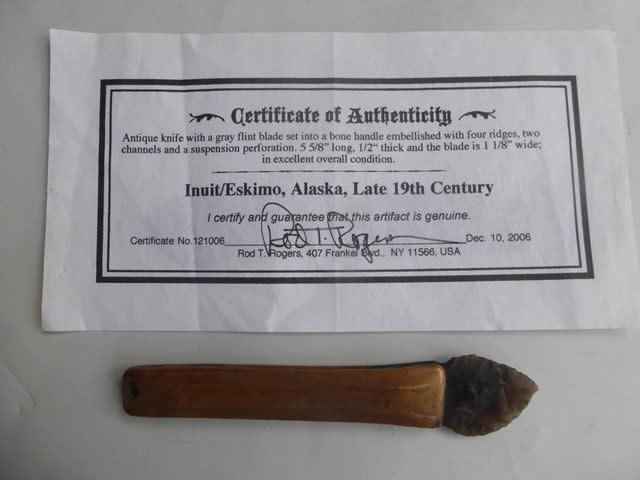 Certificate of Authenticity
Antique knife with a gray flint blade set into a bone handle embellished with four ridges, two
channels and a suspension perforation. 5 5/8" long, 1/2" thick and the blade is 1 1/8" wide;
in excellent overall condition.
Inuit/Eskimo, Alaska, Late 19th Century
I certify and guarantee that this artifact is genuine.
Rod T. Rogers
Certificate No.121006 Dec. 10, 2006
Rod T. Rogers, 407 Frankel Blvd., NY 11566, USA